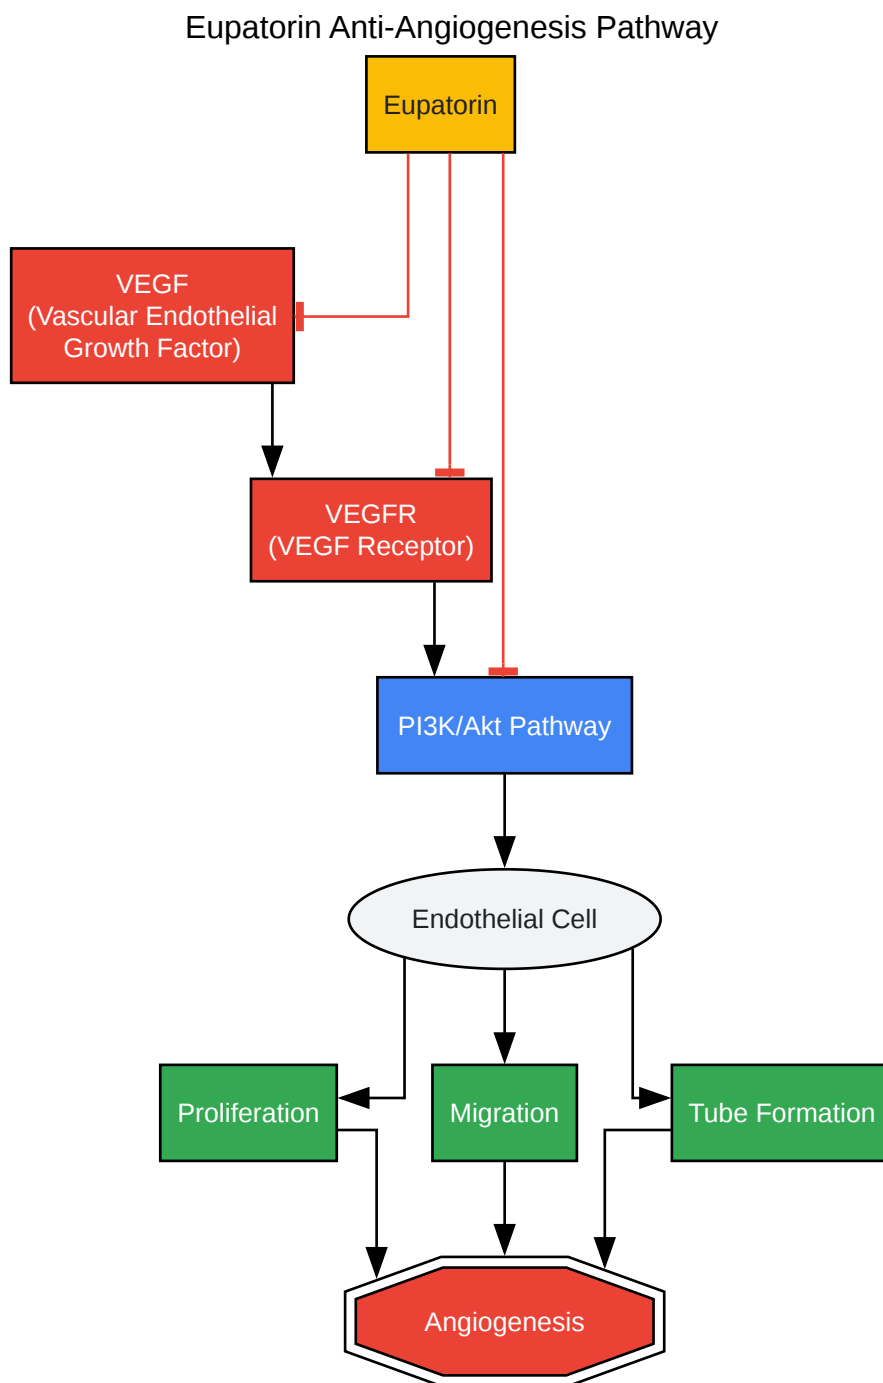 Eupatorin Anti-Angiogenesis Pathway
Eupatorin
VEGF
(Vascular Endothelial
Growth Factor)
VEGFR
(VEGF Receptor)
PI3K/Akt Pathway
Endothelial Cell
Proliferation
Migration
Tube Formation
Angiogenesis